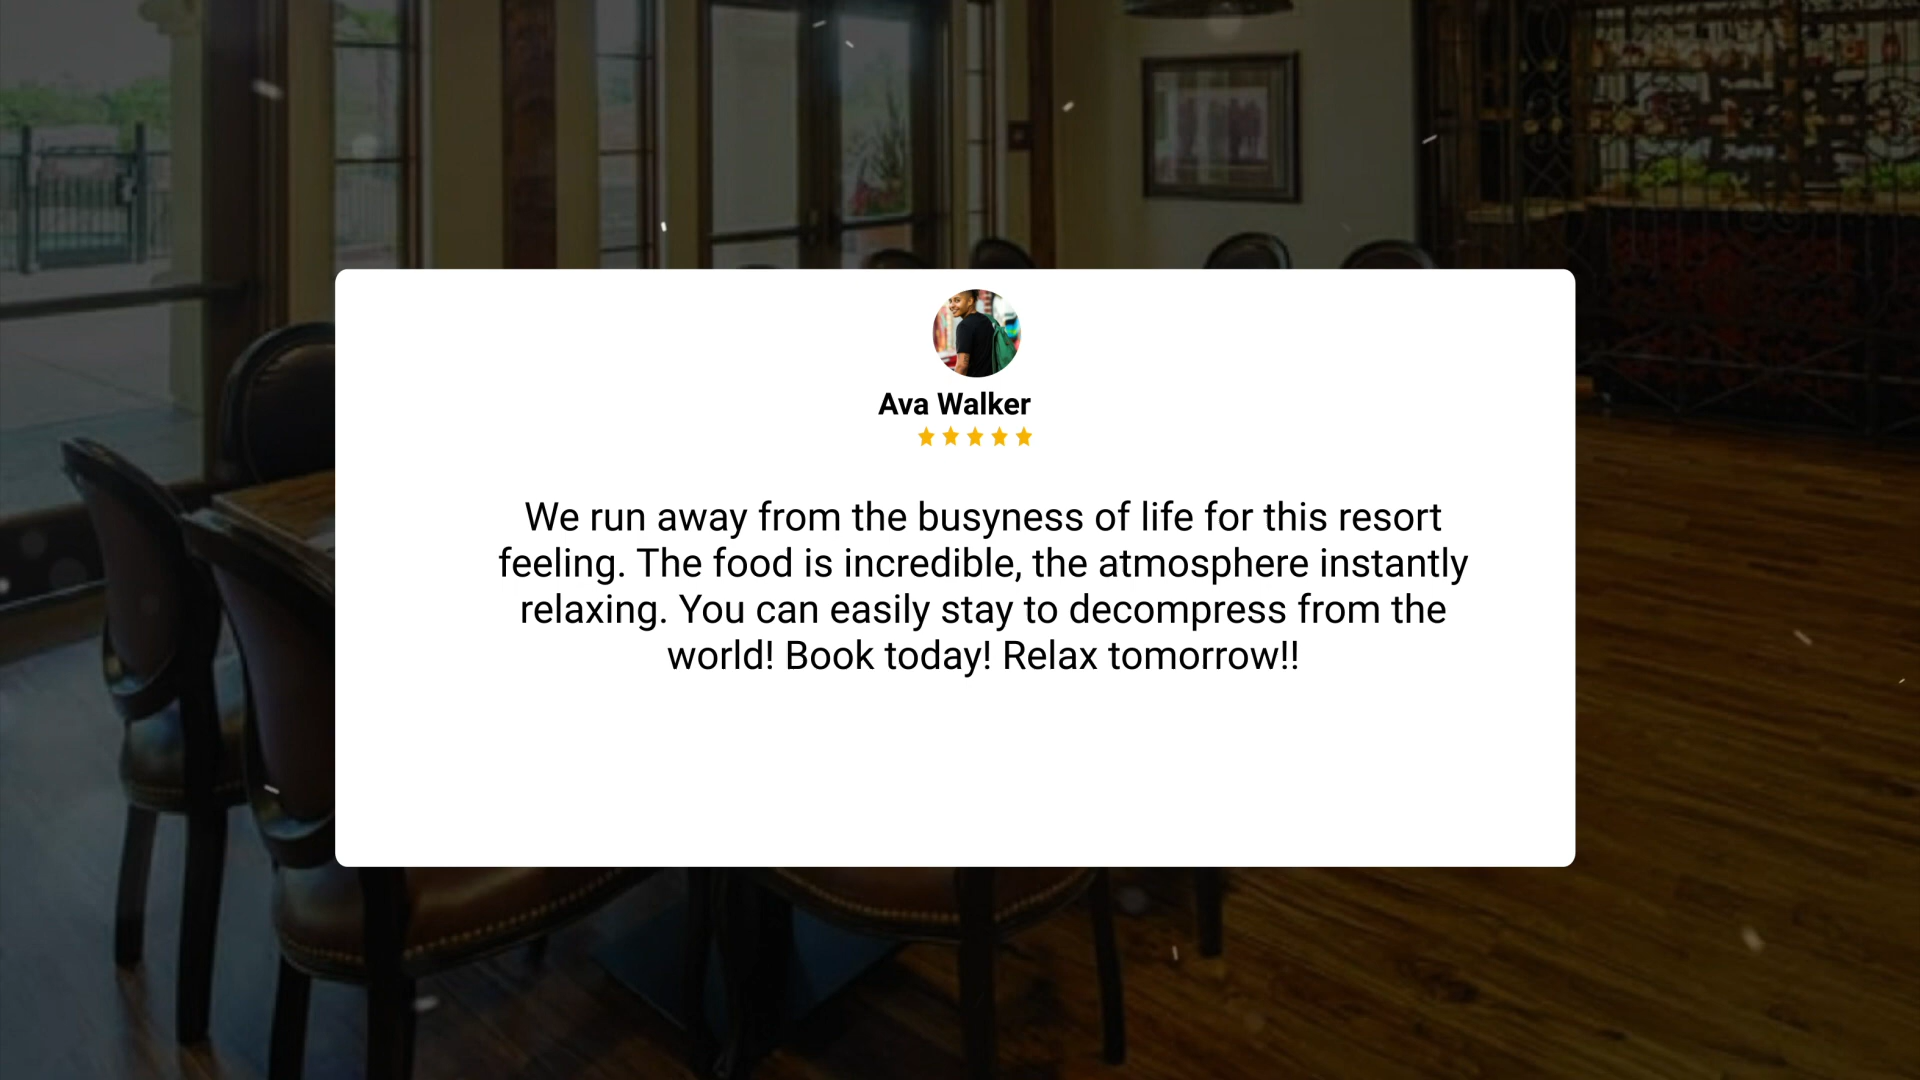 Ava Walker
We run away from the busyness of life for this resort
feeling. The food is incredible, the atmosphere instantly
relaxing. You can easily stay to decompress from the
world! Book today! Relax tomorrow!!